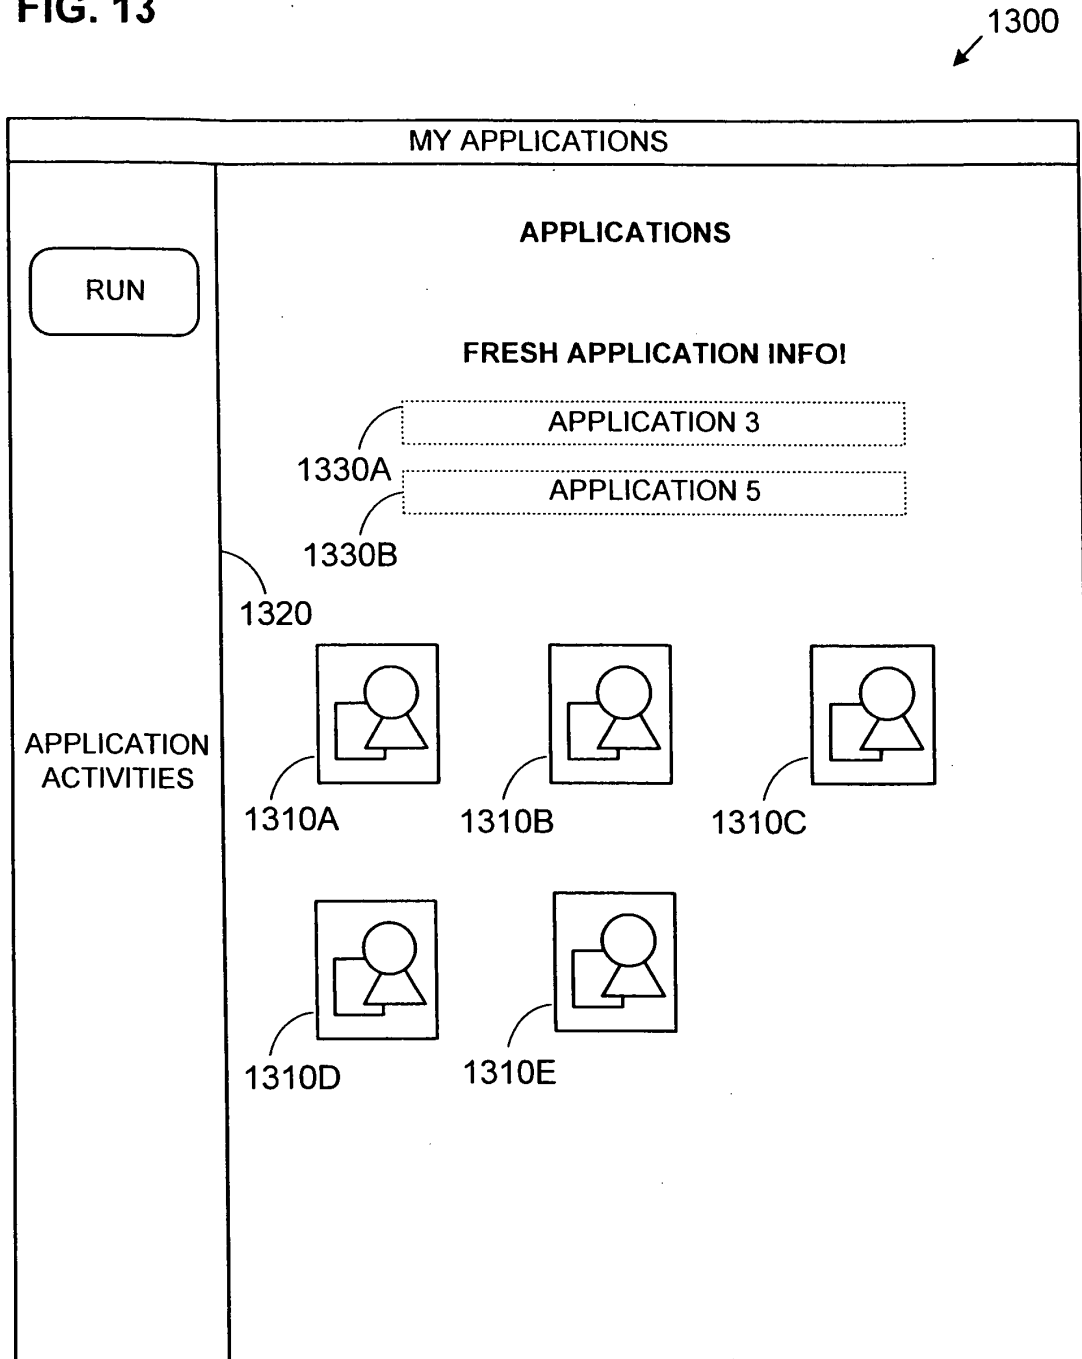 FIG. 13
1300
MY APPLICATIONS
APPLICATIONS
RUN
FRESH APPLICATION INFO!
APPLICATION 3
1330A
APPLICATION 5
1330B
1320
APPLICATION
ACTIVITIES
1310A
1310B
1310C
1310D
1310E